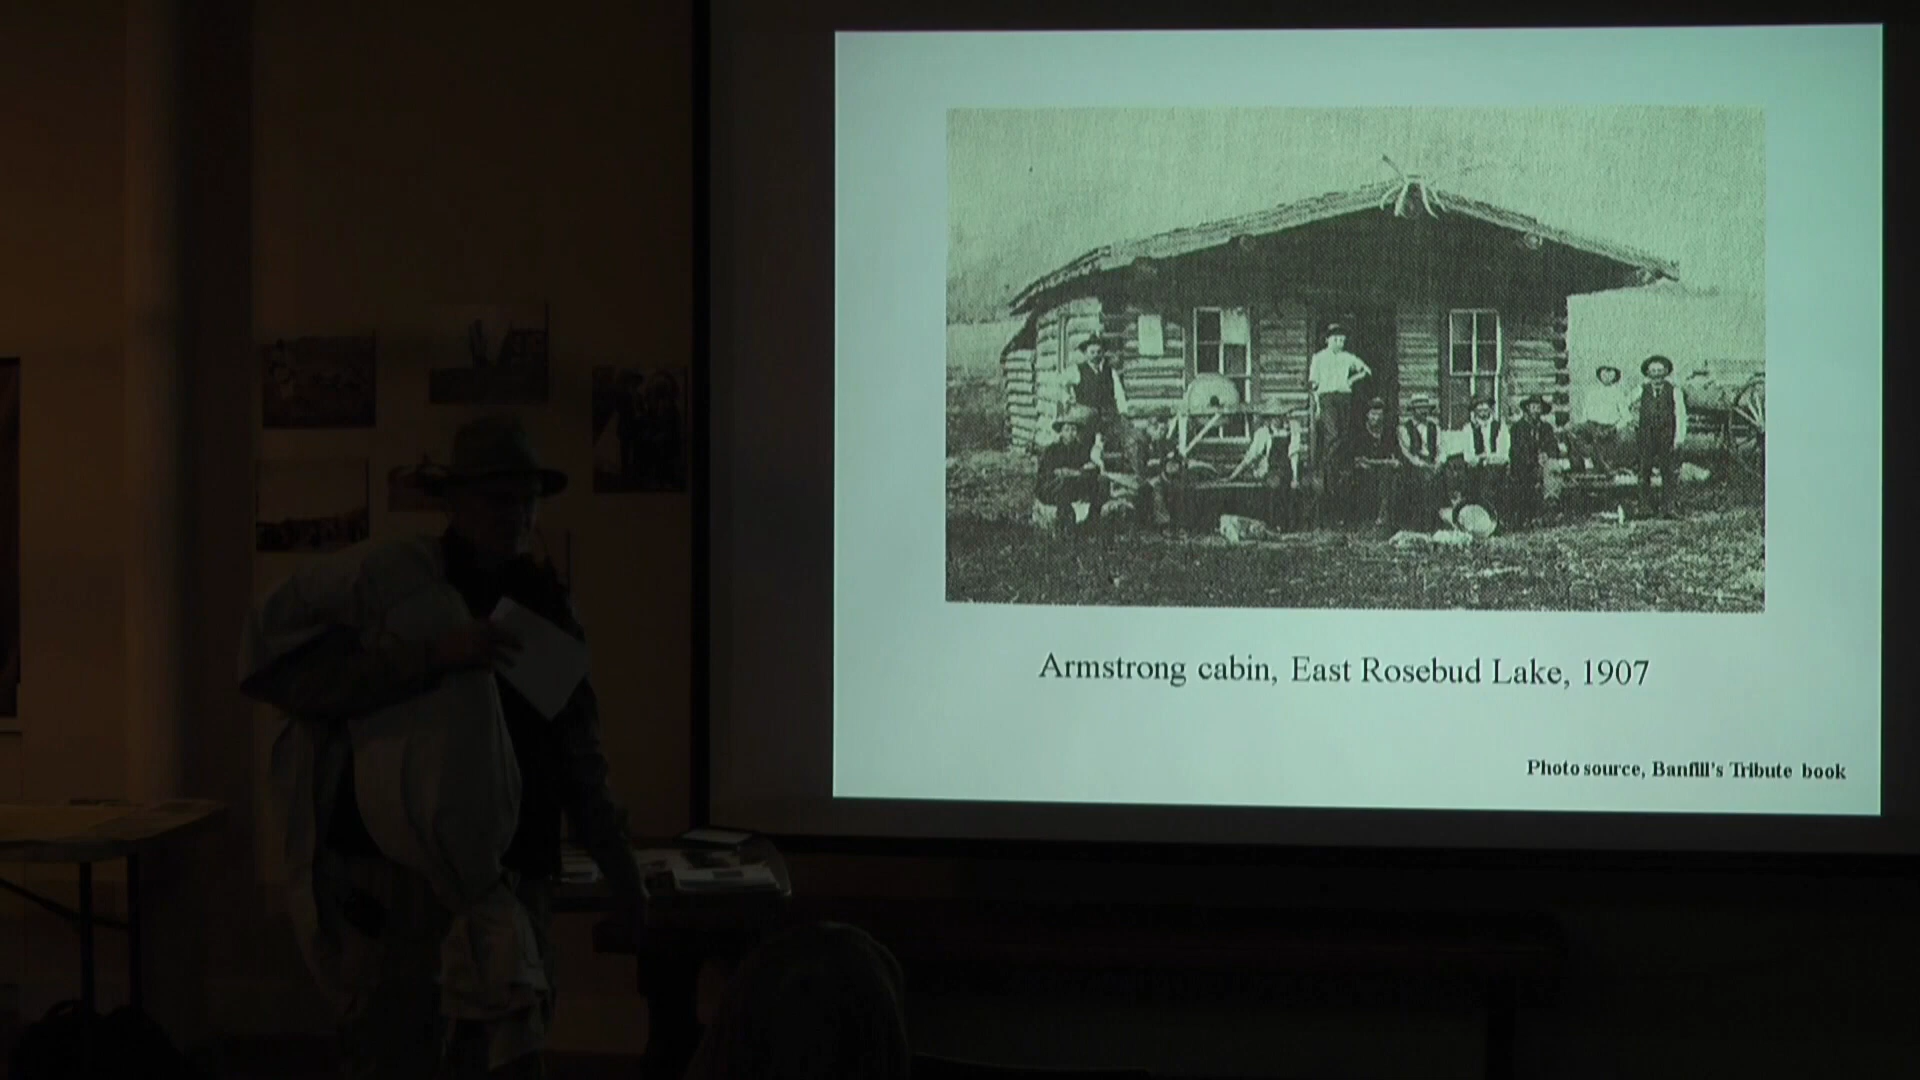 Armstrong cabin, East Rosebud Lake, 1907
Photo source, Banfill's Tribute book